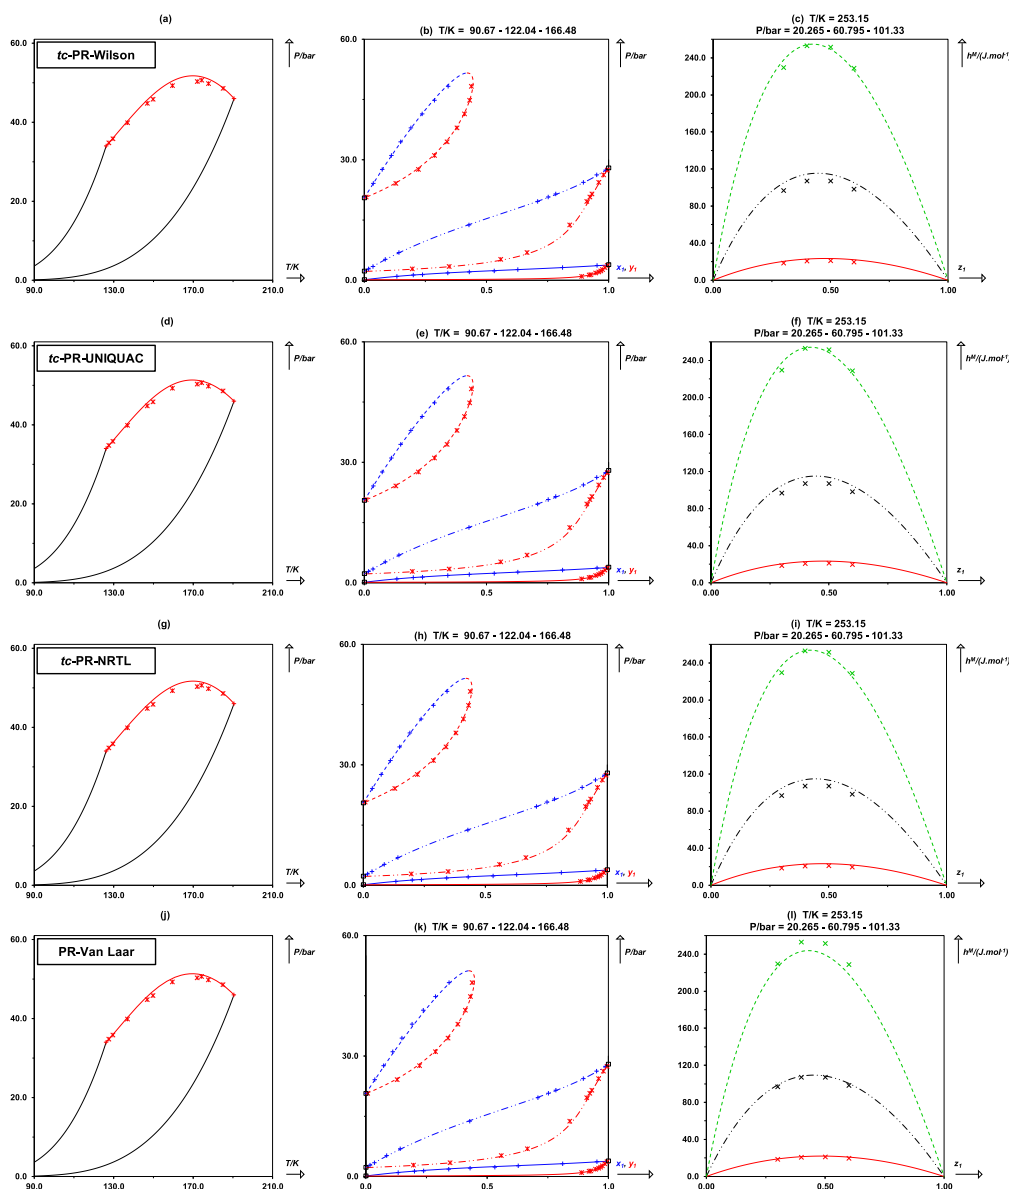 (a)
tc-PR-Wilson
P/bar
60.0
40.0
20.0
0.0
90.0 130.0 170.0 210.0
T/K
(b) T/K = 90.67 - 122.04 - 166.48
P/bar
60.0
30.0
0.0
0.0 0.5 1.0
x1, y1
(c) T/K = 253.15
P/bar = 20.265 - 60.795 - 101.33
hM/(J.mol-1)
240.0
200.0
160.0
120.0
80.0
40.0
0.0
0.00 0.50 1.00
z1
(d)
tc-PR-UNIQUAC
P/bar
60.0
40.0
20.0
0.0
90.0 130.0 170.0 210.0
T/K
(e) T/K = 90.67 - 122.04 - 166.48
P/bar
60.0
30.0
0.0
0.0 0.5 1.0
x1, y1
(f) T/K = 253.15
P/bar = 20.265 - 60.795 - 101.33
hM/(J.mol-1)
240.0
200.0
160.0
120.0
80.0
40.0
0.0
0.00 0.50 1.00
z1
(g)
tc-PR-NRTL
P/bar
60.0
40.0
20.0
0.0
90.0 130.0 170.0 210.0
T/K
(h) T/K = 90.67 - 122.04 - 166.48
P/bar
60.0
30.0
0.0
0.0 0.5 1.0
x1, y1
(i) T/K = 253.15
P/bar = 20.265 - 60.795 - 101.33
hM/(J.mol-1)
240.0
200.0
160.0
120.0
80.0
40.0
0.0
0.00 0.50 1.00
z1
(j)
PR-Van Laar
P/bar
60.0
40.0
20.0
0.0
90.0 130.0 170.0 210.0
T/K
(k) T/K = 90.67 - 122.04 - 166.48
P/bar
60.0
30.0
0.0
0.0 0.5 1.0
x1, y1
(l) T/K = 253.15
P/bar = 20.265 - 60.795 - 101.33
hM/(J.mol-1)
240.0
200.0
160.0
120.0
80.0
40.0
0.0
0.00 0.50 1.00
z1